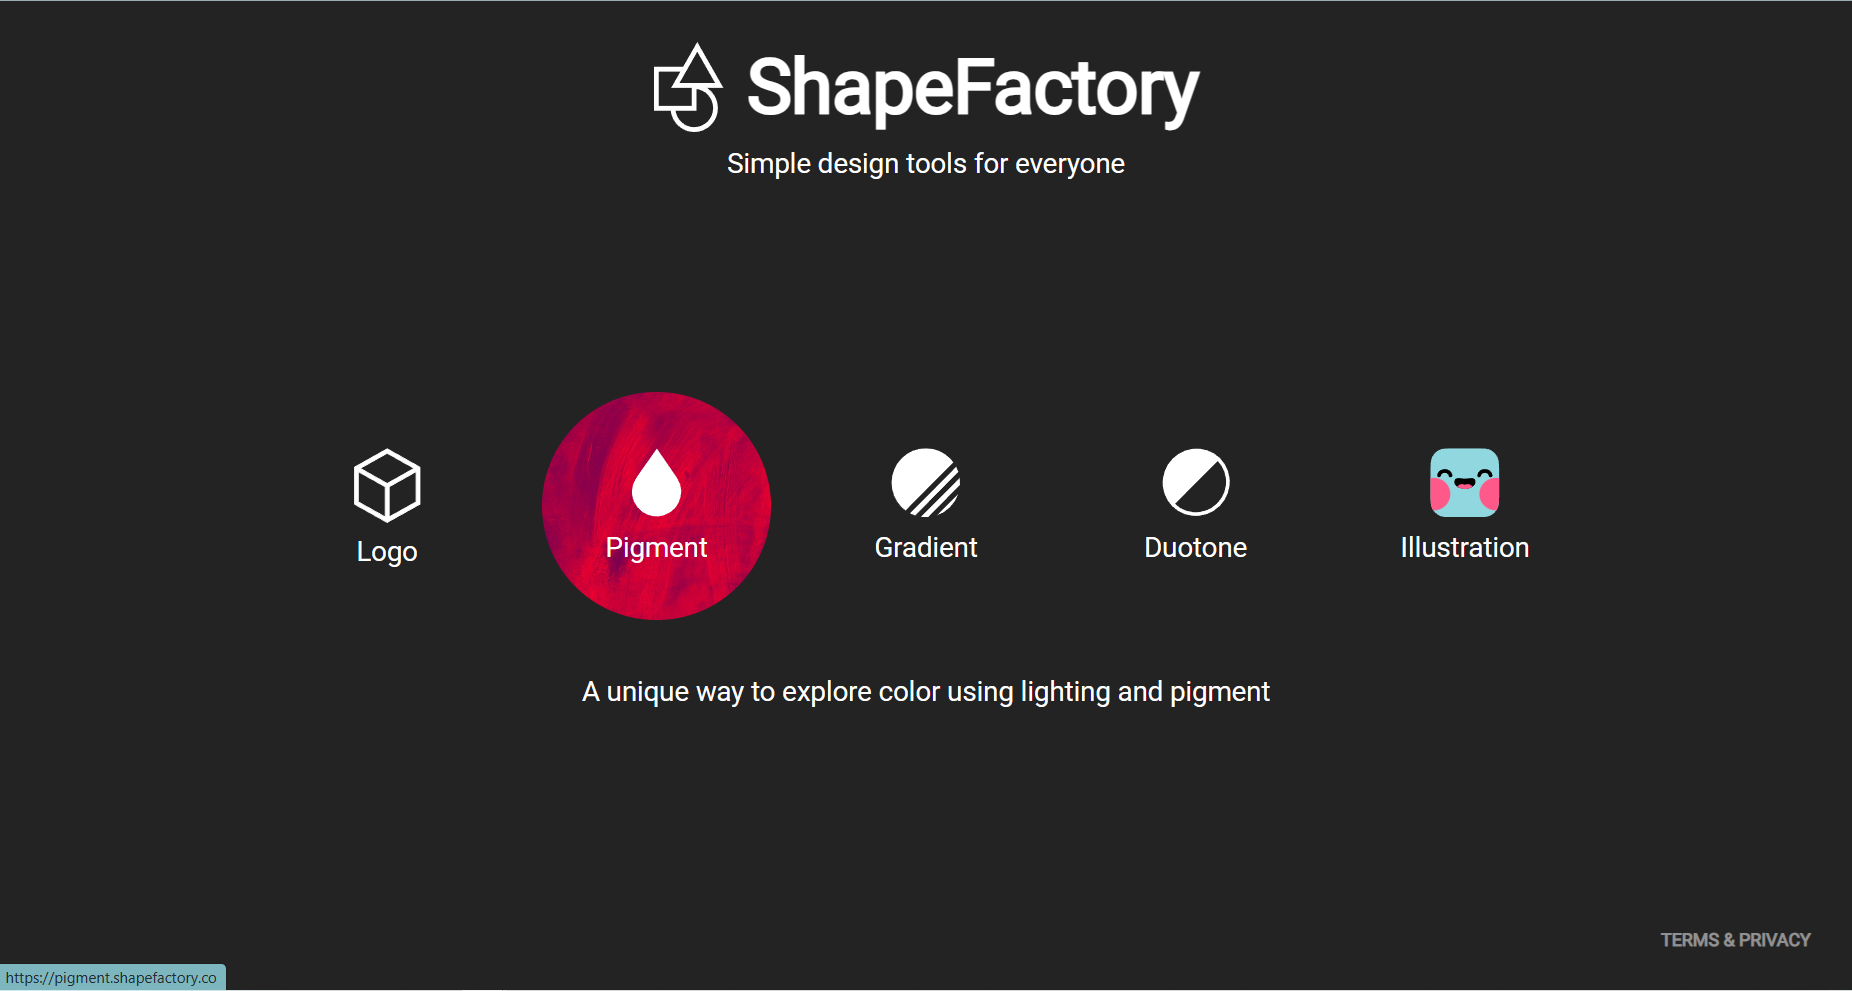 ShapeFactory
Simple design tools for everyone
Logo
Pigment
Gradient
Duotone
Illustration
A unique way to explore color using lighting and pigment
TERMS & PRIVACY
https://pigment.shapefactory.co